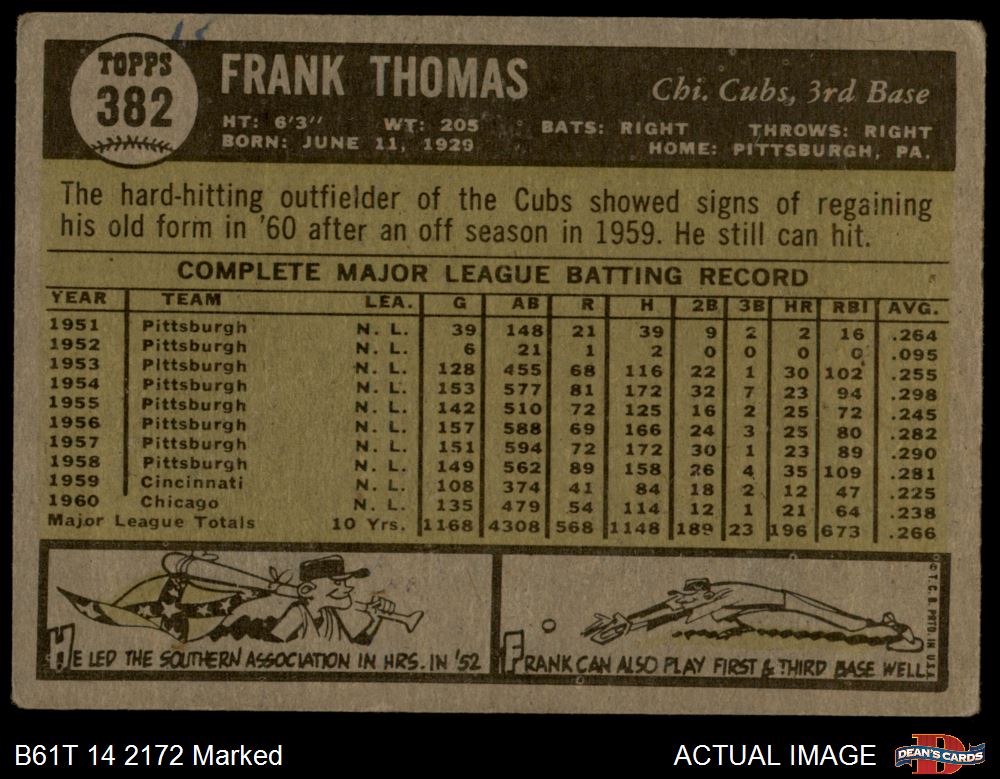 TOPPS
382
FRANK THOMAS
Chi. Cubs, 3rd Base
HT: 6'3" WT: 205 BATS: RIGHT THROWS: RIGHT
BORN: JUNE 11, 1929 HOME: PITTSBURGH, PA.
The hard-hitting outfielder of the Cubs showed signs of regaining
his old form in '60 after an off season in 1959. He still can hit.
COMPLETE MAJOR LEAGUE BATTING RECORD
YEAR TEAM LEA. G AB R H 2B 3B HR RBI AVG.
1951 Pittsburgh N. L. 39 148 21 39 9 2 2 16 .264
1952 Pittsburgh N. L. 6 21 1 2 0 0 0 0 .095
1953 Pittsburgh N. L. 128 455 68 116 22 1 30 102 .255
1954 Pittsburgh N. L. 153 577 81 172 32 7 23 94 .298
1955 Pittsburgh N. L. 142 510 72 125 16 2 25 72 .245
1956 Pittsburgh N. L. 157 588 69 166 24 3 25 80 .282
1957 Pittsburgh N. L. 151 594 72 172 30 1 23 89 .290
1958 Pittsburgh N. L. 149 562 89 158 26 4 35 109 .281
1959 Cincinnati N. L. 108 374 41 84 18 2 12 47 .225
1960 Chicago N. L. 135 479 54 114 12 1 21 64 .238
Major League Totals 10 Yrs. 1168 4308 568 1148 189 23 196 673 .266
HE LED THE SOUTHERN ASSOCIATION IN HRS. IN '52
FRANK CAN ALSO PLAY FIRST & THIRD BASE WELL!
© T. C. G. PRTD. IN U.S.A.
B61T 14 2172 Marked
ACTUAL IMAGE
DEAN'S CARDS